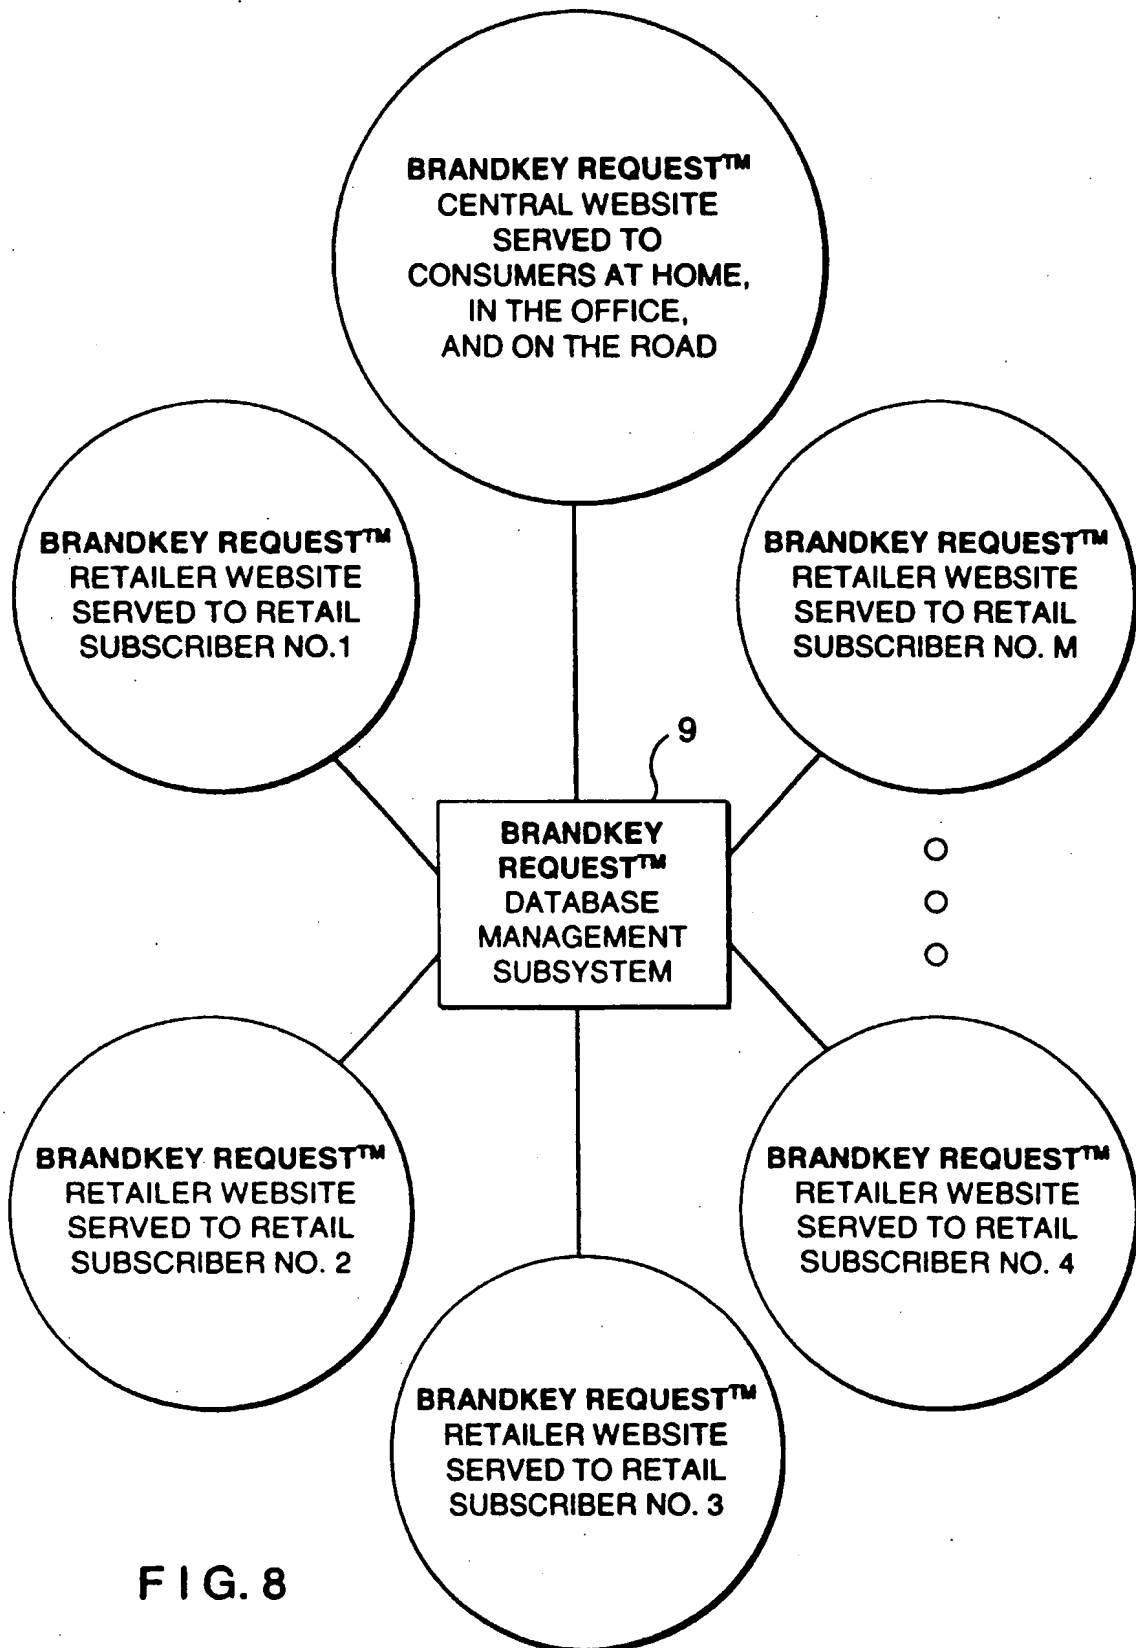 BRANDKEY REQUEST™
CENTRAL WEBSITE
SERVED TO
CONSUMERS AT HOME,
IN THE OFFICE,
AND ON THE ROAD
BRANDKEY REQUEST™
RETAILER WEBSITE
SERVED TO RETAIL
SUBSCRIBER NO.1
BRANDKEY REQUEST™
RETAILER WEBSITE
SERVED TO RETAIL
SUBSCRIBER NO. M
9
BRANDKEY
REQUEST™
DATABASE
MANAGEMENT
SUBSYSTEM
BRANDKEY REQUEST™
RETAILER WEBSITE
SERVED TO RETAIL
SUBSCRIBER NO. 2
BRANDKEY REQUEST™
RETAILER WEBSITE
SERVED TO RETAIL
SUBSCRIBER NO. 4
BRANDKEY REQUEST™
RETAILER WEBSITE
SERVED TO RETAIL
SUBSCRIBER NO. 3
FIG. 8